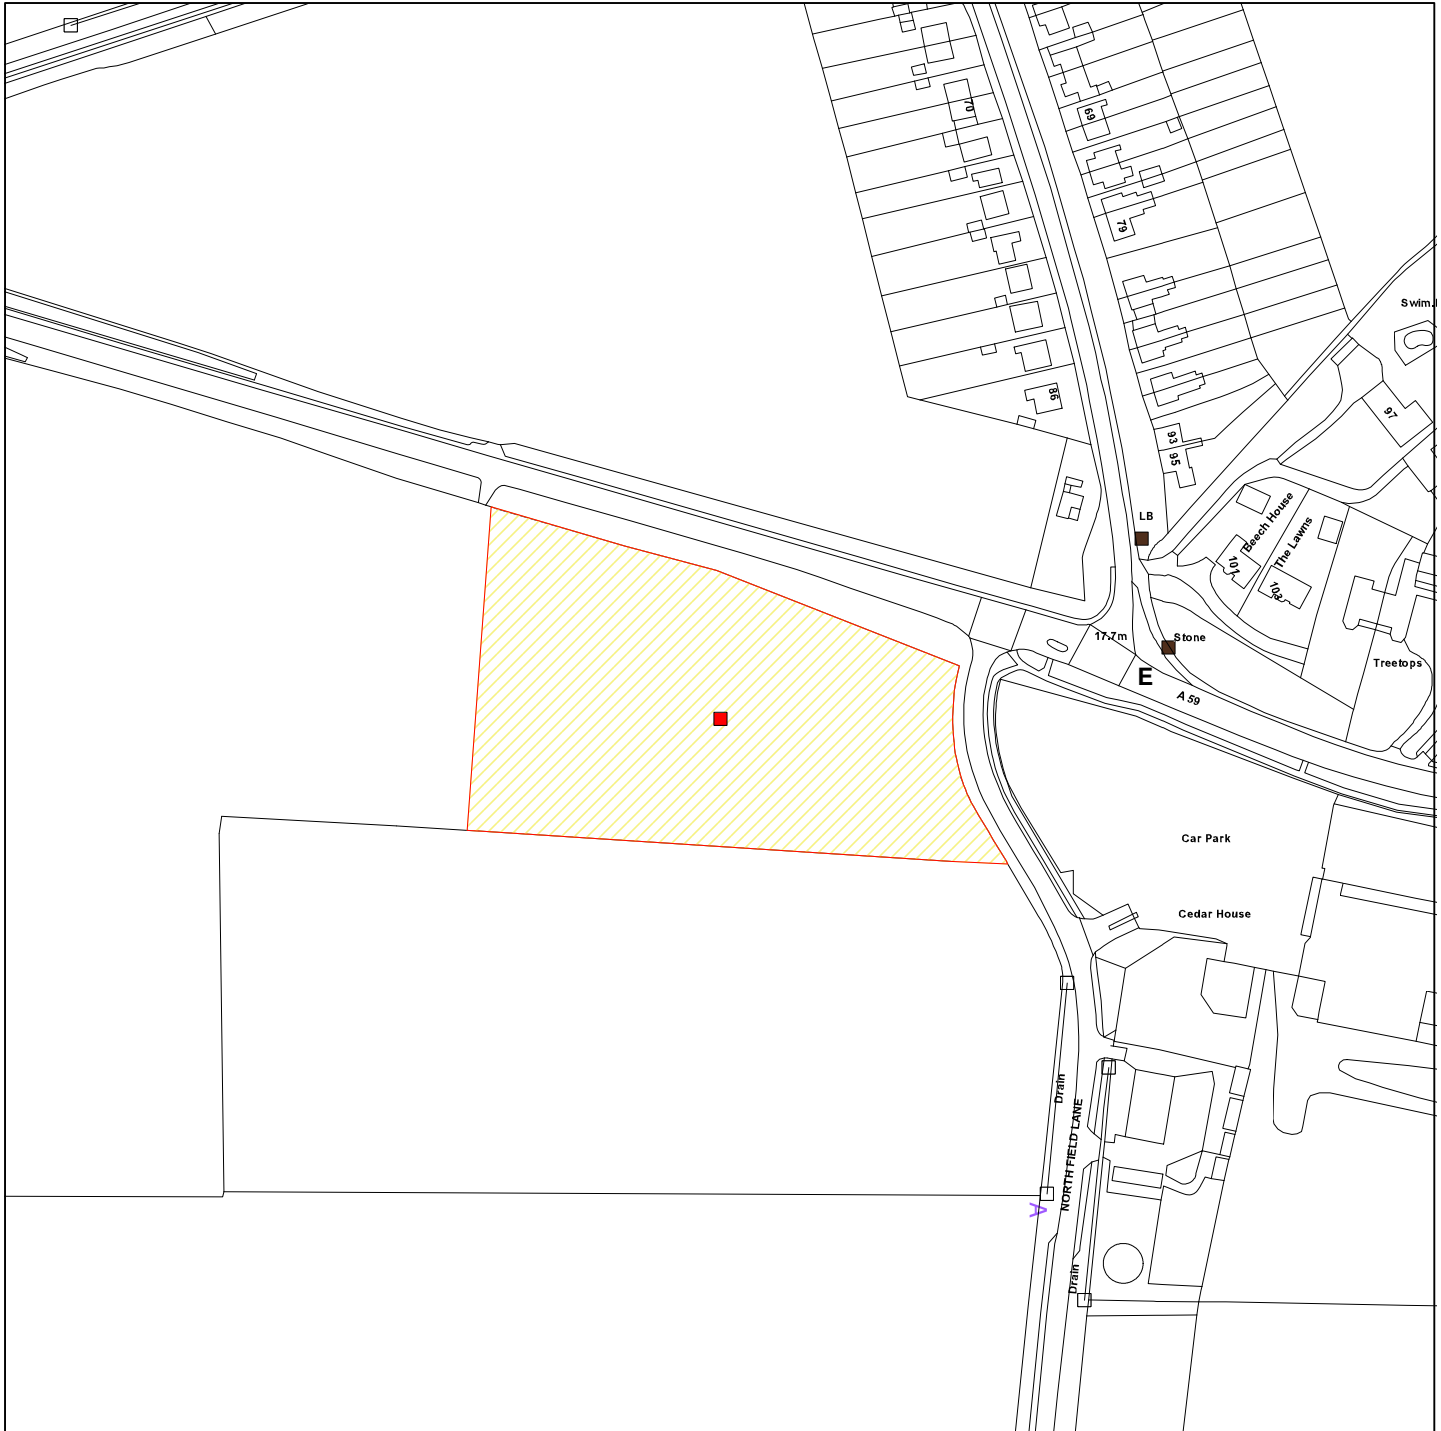 70
69
79
Swim.
86
97
93
95
LB
Beech House
The Lawns
101
103
17.7m
Stone
E
Treetops
A 59
Car Park
Cedar House
Drain
NORTH FIELD LANE
A
Drain